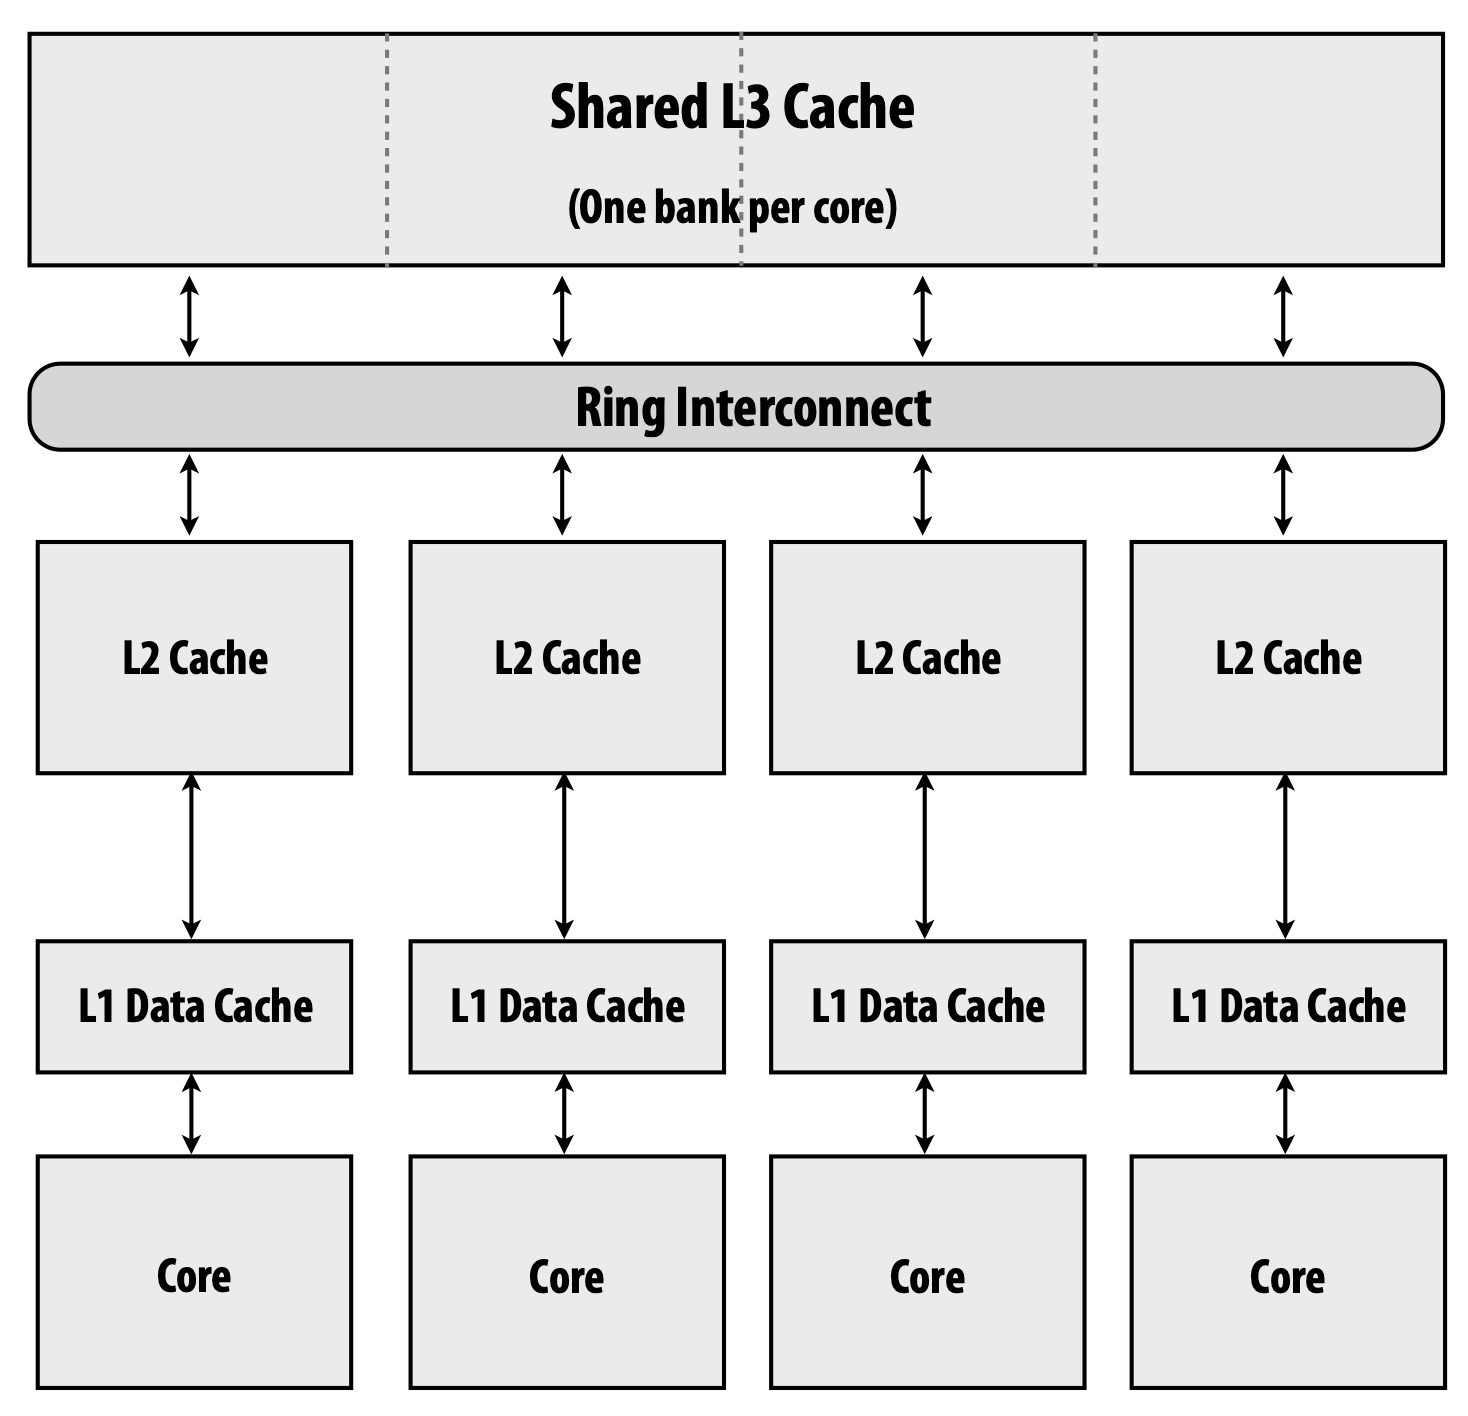 Shared L3 Cache
(One bank per core)
Ring Interconnect
L2 Cache
L2 Cache
L2 Cache
L2 Cache
L1 Data Cache
L1 Data Cache
L1 Data Cache
L1 Data Cache
Core
Core
Core
Core